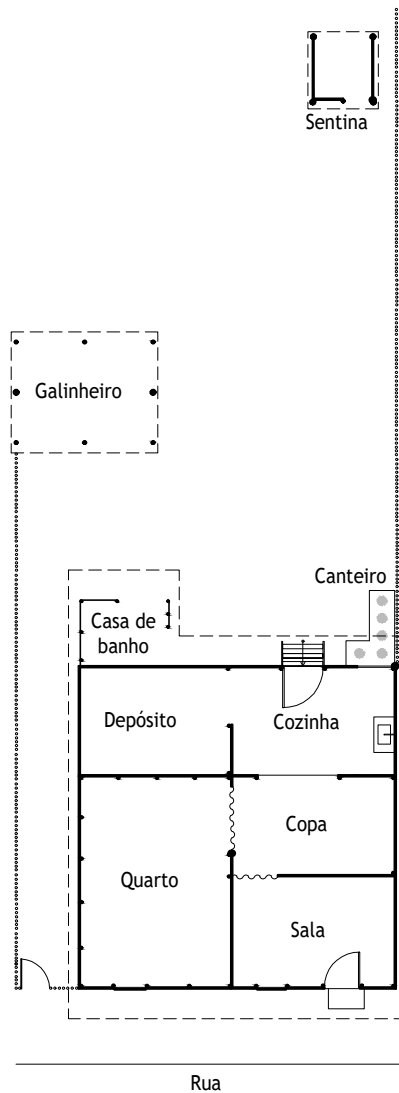 Sentina
Galinheiro
Canteiro
Casa de
banho
Depósito
Cozinha
Copa
Quarto
Sala
Rua